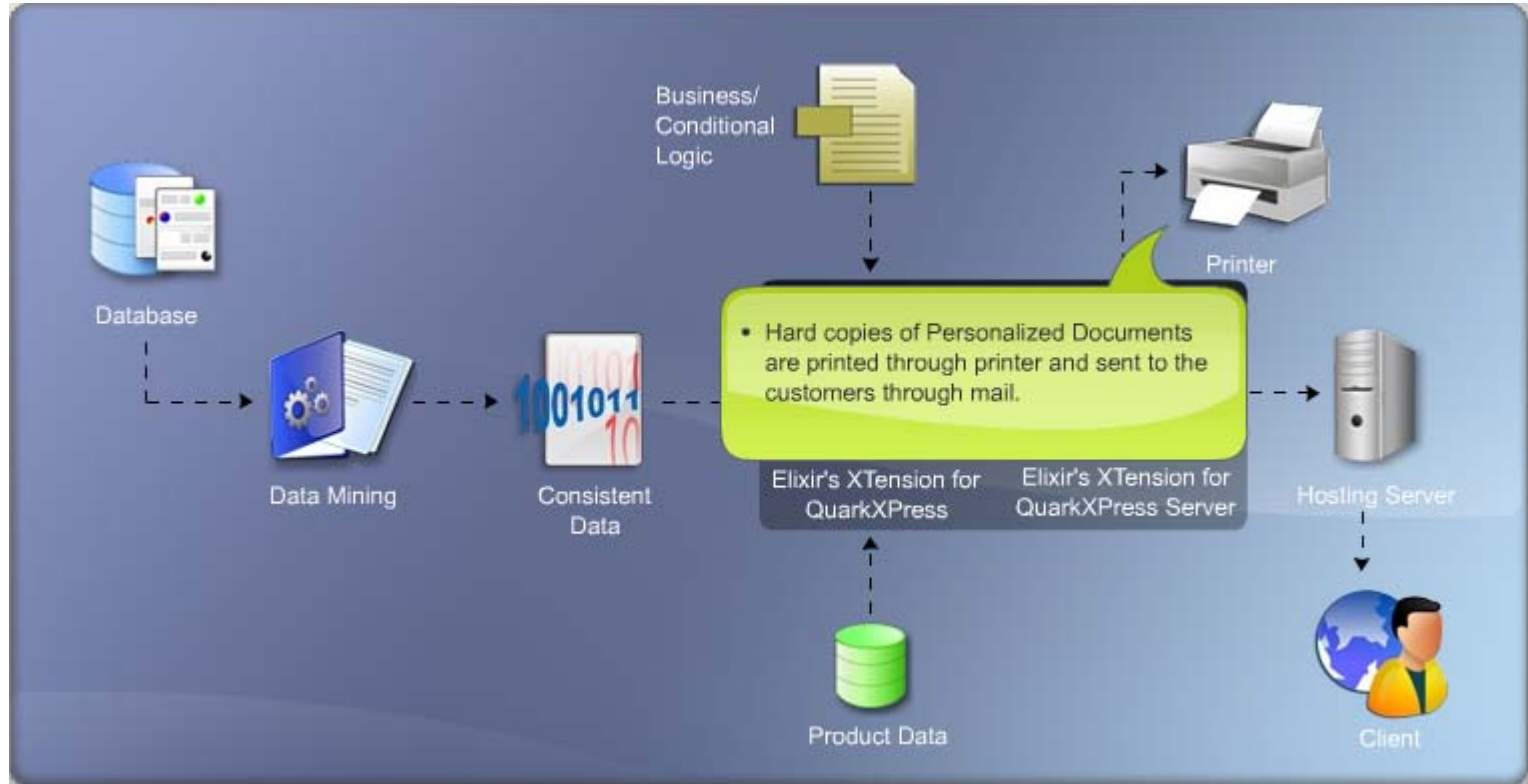 Business/
Conditional
Logic
Printer
Database
• Hard copies of Personalized Documents
are printed through printer and sent to the
customers through mail.
1001011
Data Mining
Consistent
Data
Elixir's XTension for
QuarkXPress
Elixir's XTension for
QuarkXPress Server
Hosting Server
Product Data
Client